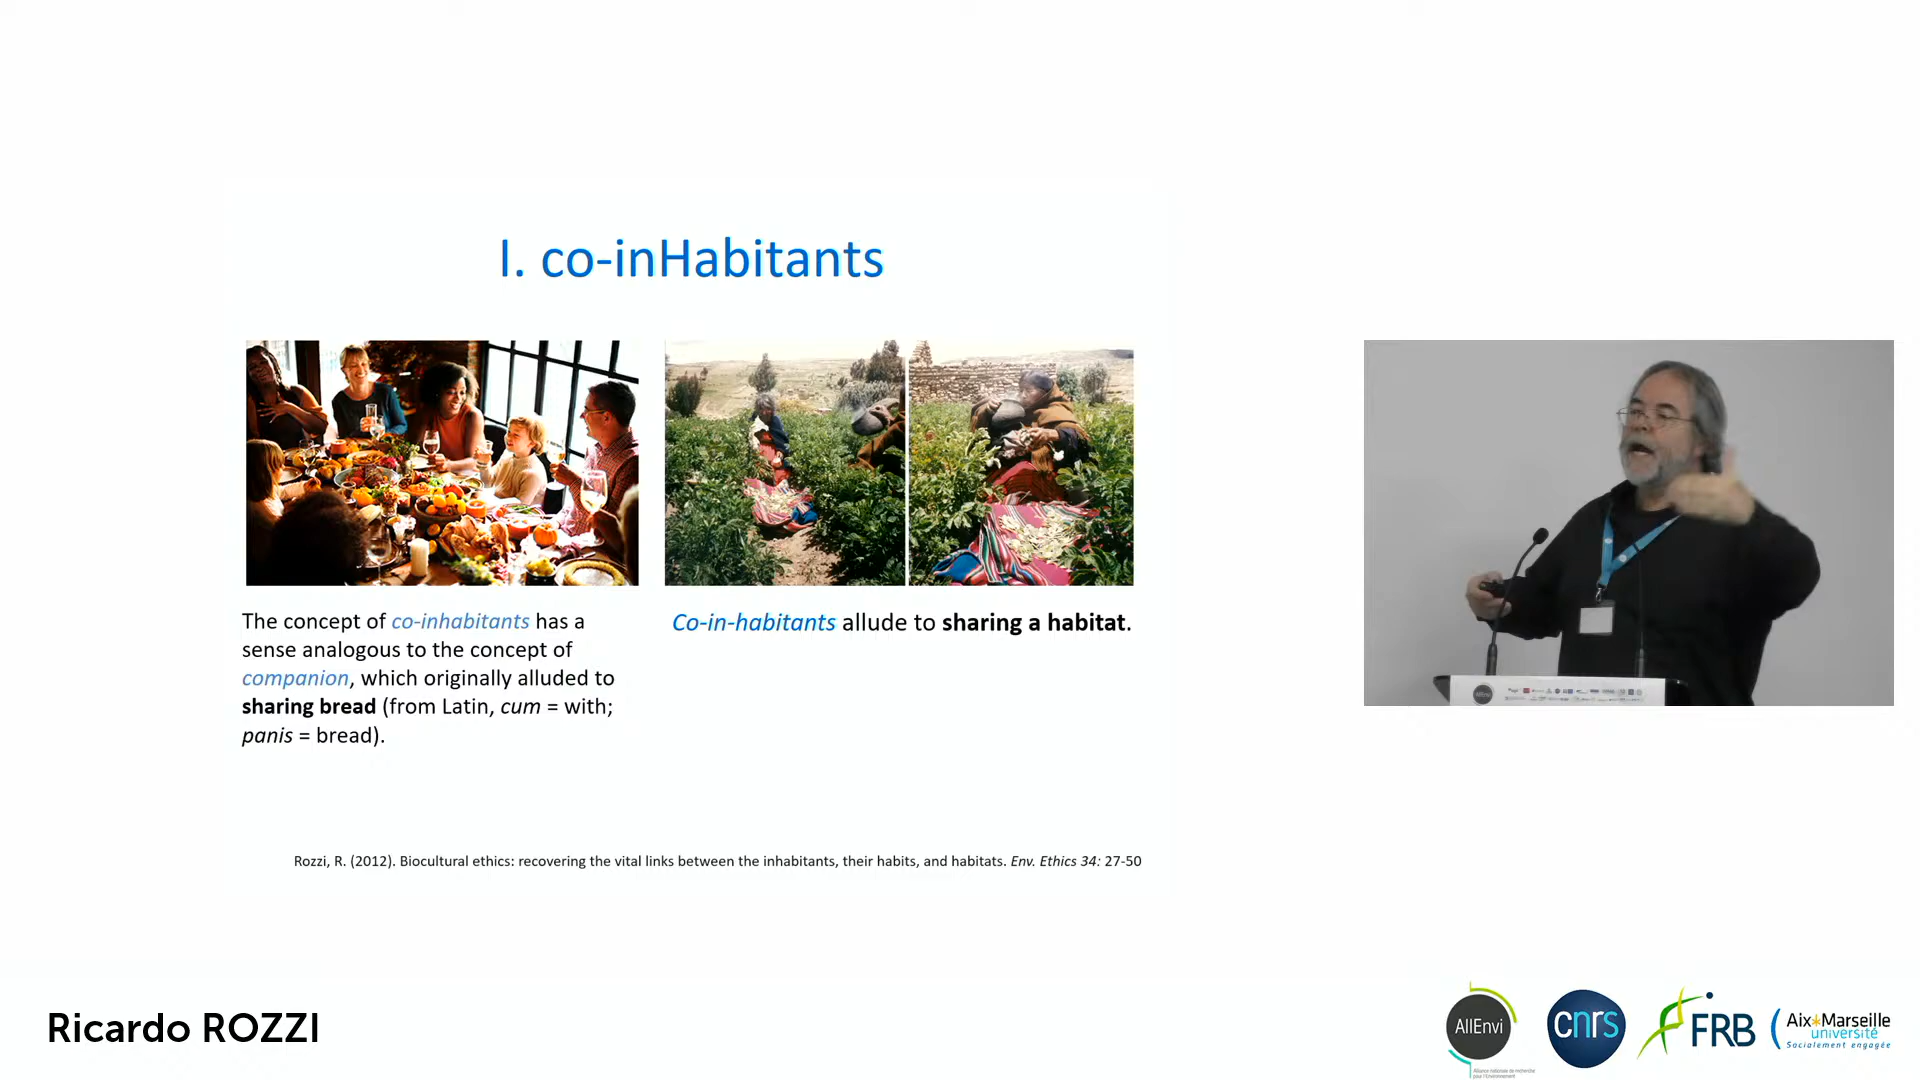 I. co-inHabitants
The concept of co-inhabitants has a
sense analogous to the concept of
companion, which originally alluded to
sharing bread (from Latin, cum = with;
panis = bread).
Co-in-habitants allude to sharing a habitat.
Rozzi, R. (2012). Biocultural ethics: recovering the vital links between the inhabitants, their habits, and habitats. Env. Ethics 34: 27-50
Ricardo ROZZI
AllEnvi
Alliance nationale de recherche
pour l'Environnement
cnrs
FRB
Aix*Marseille
université
Socialement engagée
AllEnvi